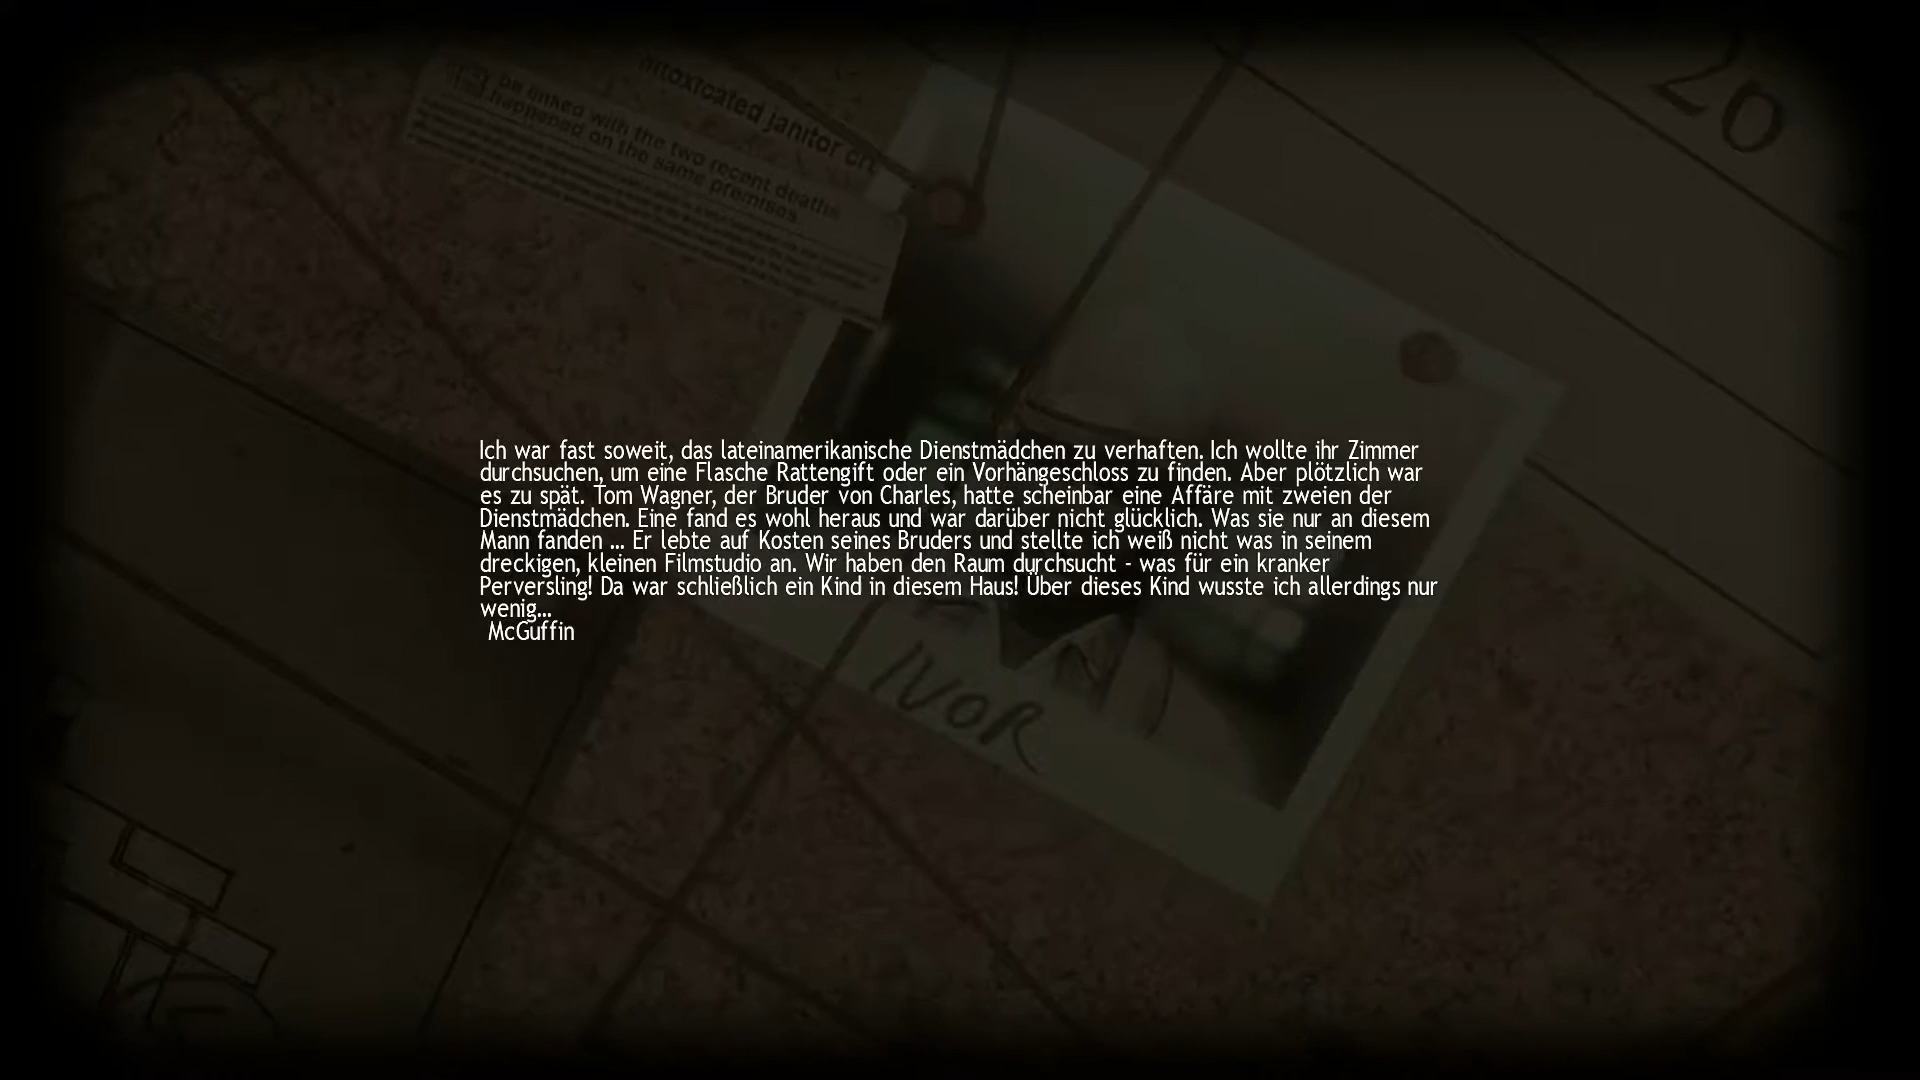 20
intoxicated janitor
be linked with the two recent deaths
happened on the same premises.
Ich war fast soweit, das lateinamerikanische Dienstmädchen zu verhaften. Ich wollte ihr Zimmer
durchsuchen, um eine Flasche Rattengift oder ein Vorhängeschloss zu finden. Aber plötzlich war
es zu spät. Tom Wagner, der Bruder von Charles, hatte scheinbar eine Affäre mit zweien der
Dienstmädchen. Eine fand es wohl heraus und war darüber nicht glücklich. Was sie nur an diesem
Mann fanden ... Er lebte auf Kosten seines Bruders und stellte ich weiß nicht was in seinem
dreckigen, kleinen Filmstudio an. Wir haben den Raum durchsucht - was für ein kranker
Perversling! Da war schließlich ein Kind in diesem Haus! Über dieses Kind wusste ich allerdings nur
wenig...
McGuffin
IVOR